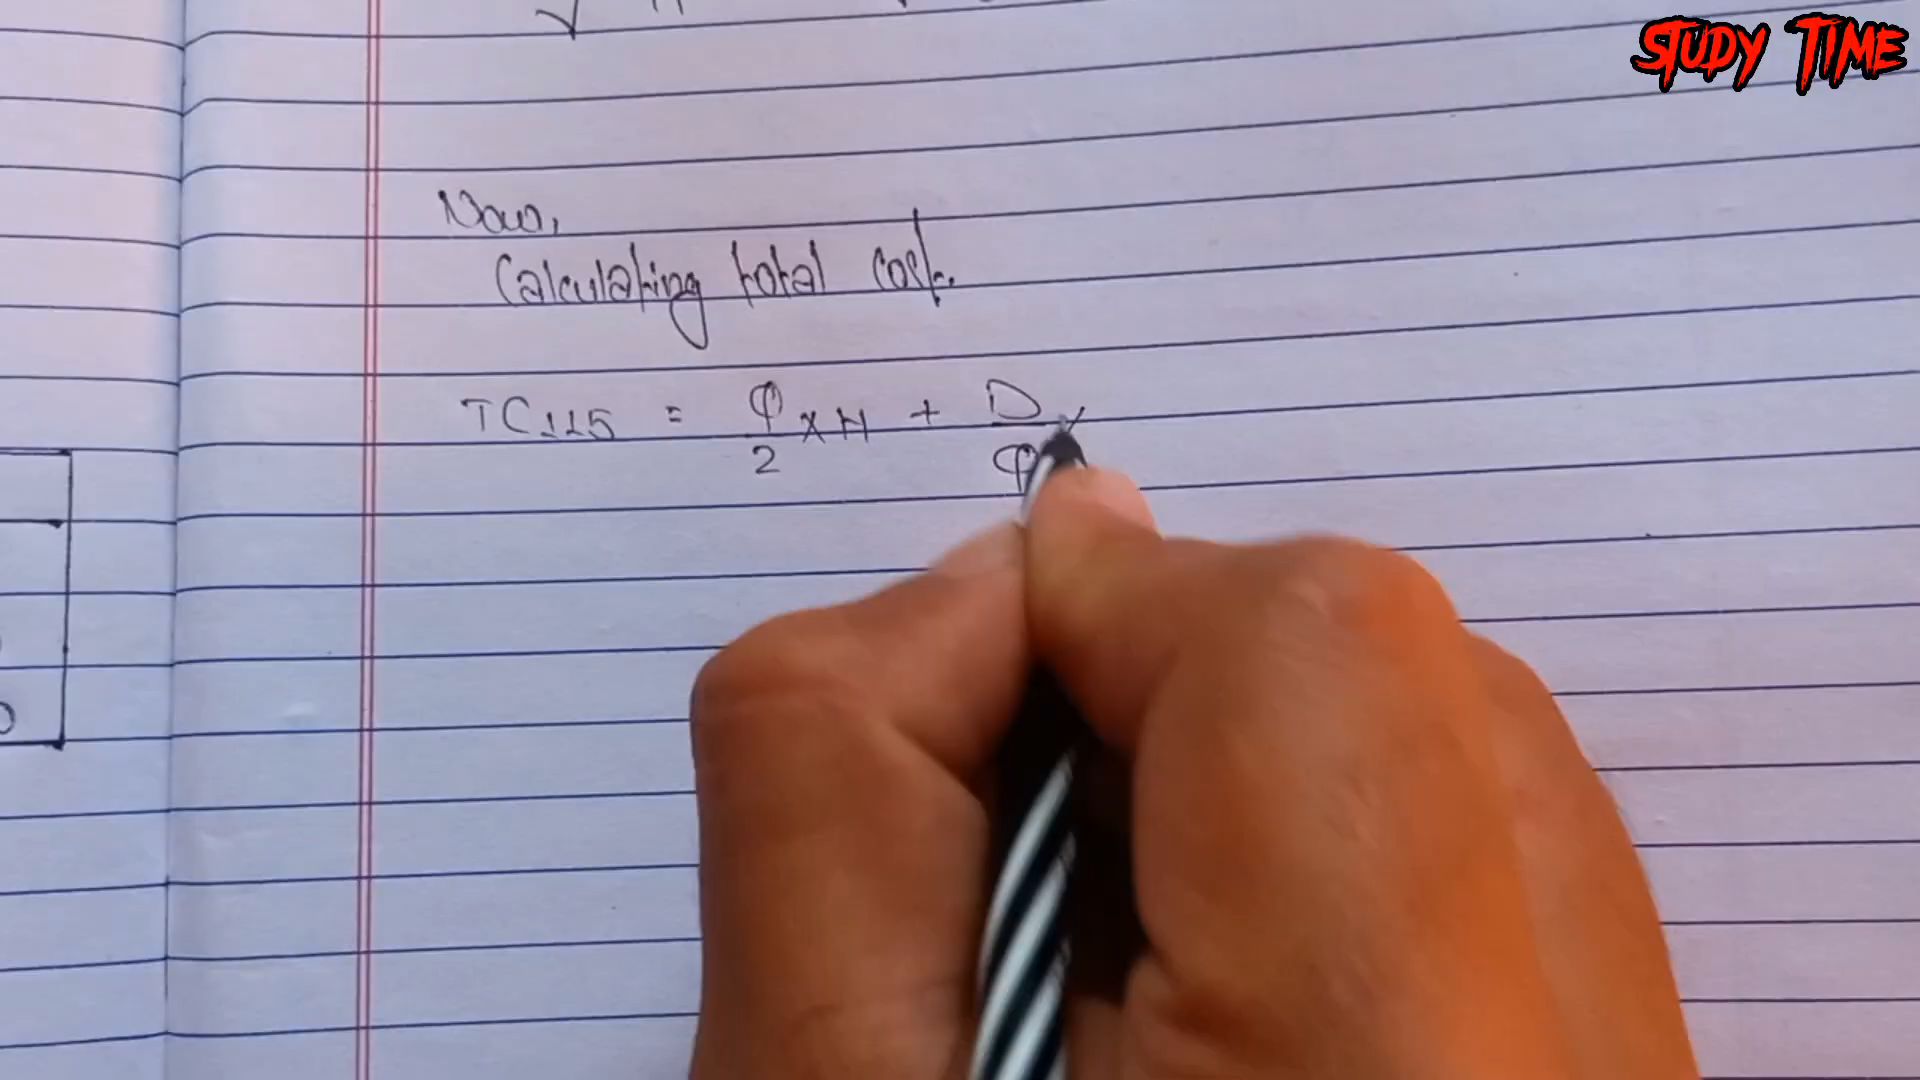 STUDY TIME
Now,
Calculating total cost.
TC115 = Q/2 x H + D/Q x